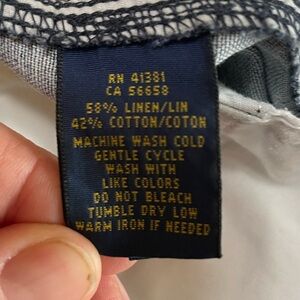 RN 41381
CA 56658
58% LINEN/LIN
42% COTTON/COTON
MACHINE WASH COLD
GENTLE CYCLE
WASH WITH
LIKE COLORS
DO NOT BLEACH
TUMBLE DRY LOW
WARM IRON IF NEEDED